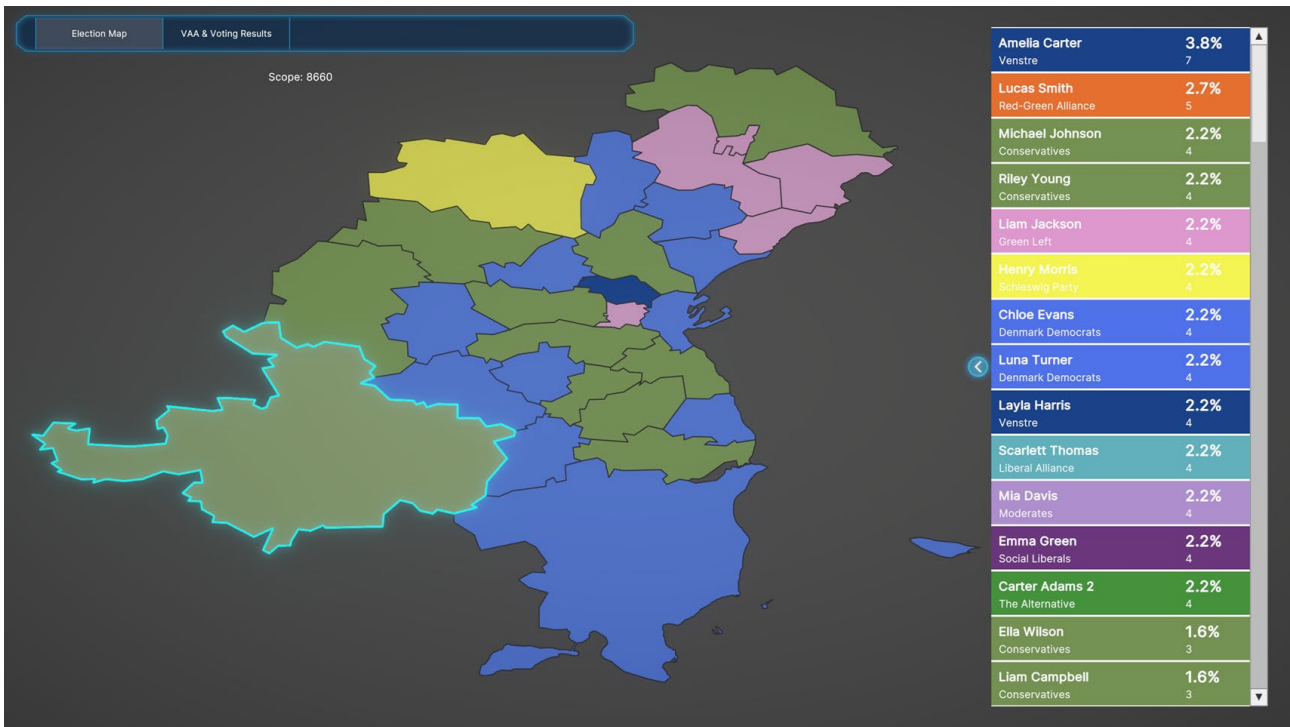 Election Map
VAA & Voting Results
Scope: 8660
Amelia Carter 3.8%
Venstre 7
Lucas Smith 2.7%
Red-Green Alliance 5
Michael Johnson 2.2%
Conservatives 4
Riley Young 2.2%
Conservatives 4
Liam Jackson 2.2%
Green Left 4
Henry Morris 2.2%
Schleswig Party 4
Chloe Evans 2.2%
Denmark Democrats 4
Luna Turner 2.2%
Denmark Democrats 4
Layla Harris 2.2%
Venstre 4
Scarlett Thomas 2.2%
Liberal Alliance 4
Mia Davis 2.2%
Moderates 4
Emma Green 2.2%
Social Liberals 4
Carter Adams 2 2.2%
The Alternative 4
Ella Wilson 1.6%
Conservatives 3
Liam Campbell 1.6%
Conservatives 3